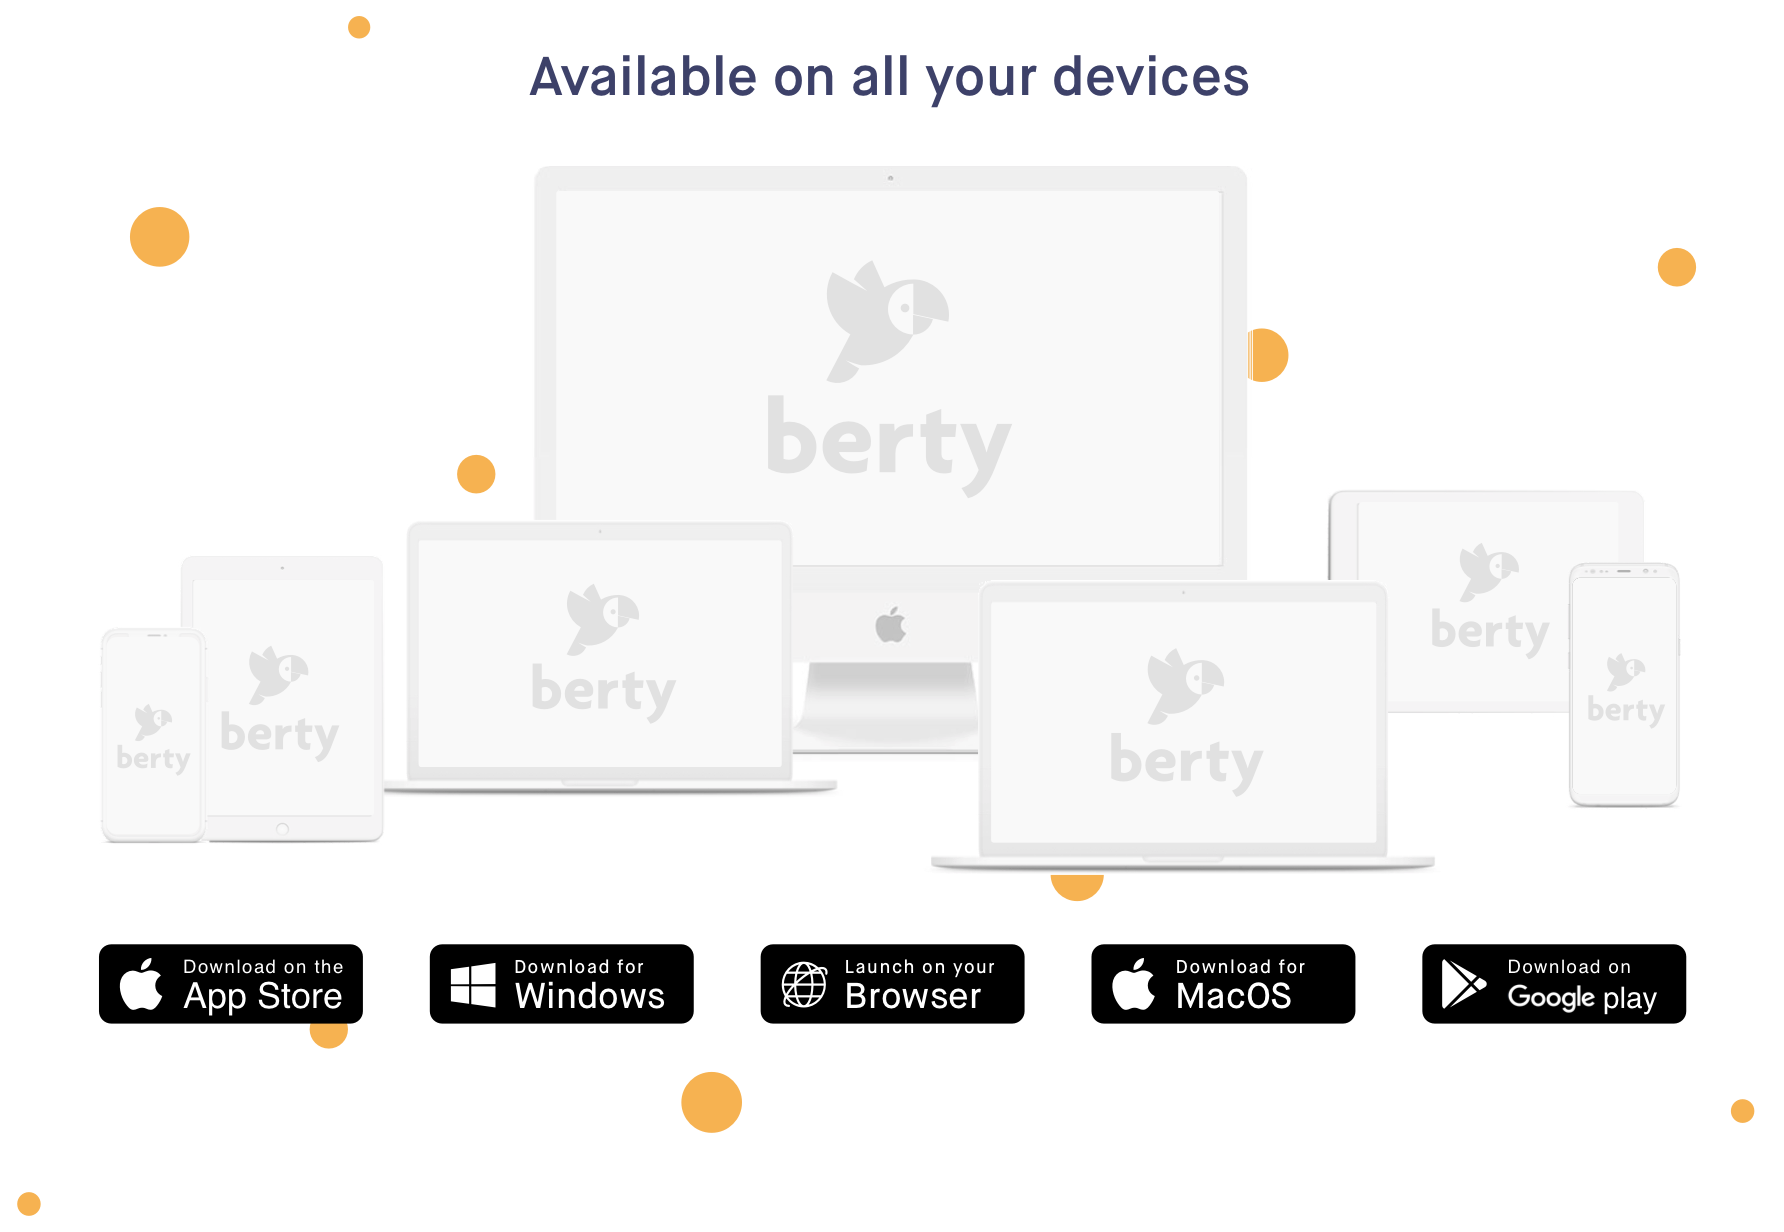 Available on all your devices
berty
berty
berty
berty
berty
berty
berty
Download on the
App Store
Download for
Windows
Launch on your
Browser
Download for
MacOS
Download on
Google play